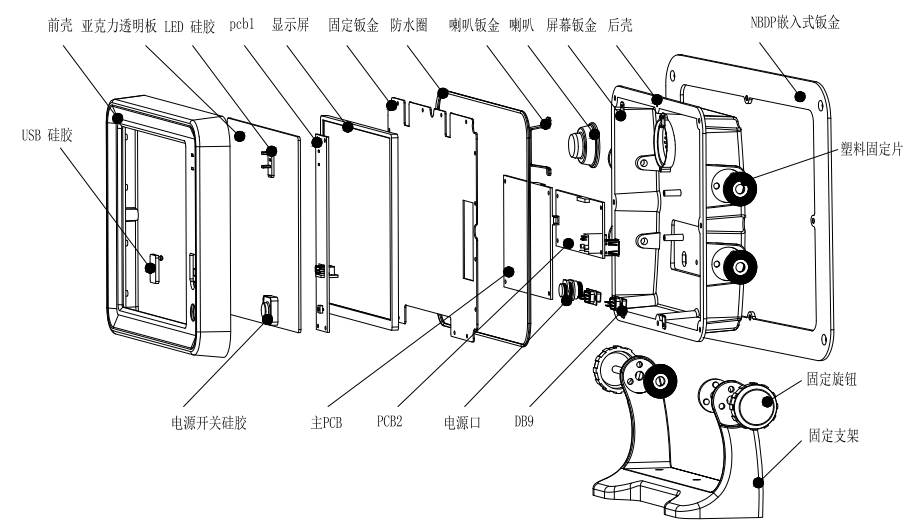 前壳 亚克力透明板 LED 硅胶 pcb1 显示屏 固定钣金 防水圈 喇叭钣金 喇叭 屏幕钣金 后壳 NBDP嵌入式钣金
USB 硅胶
塑料固定片
固定旋钮
电源开关硅胶 主PCB PCB2 电源口 DB9
固定支架